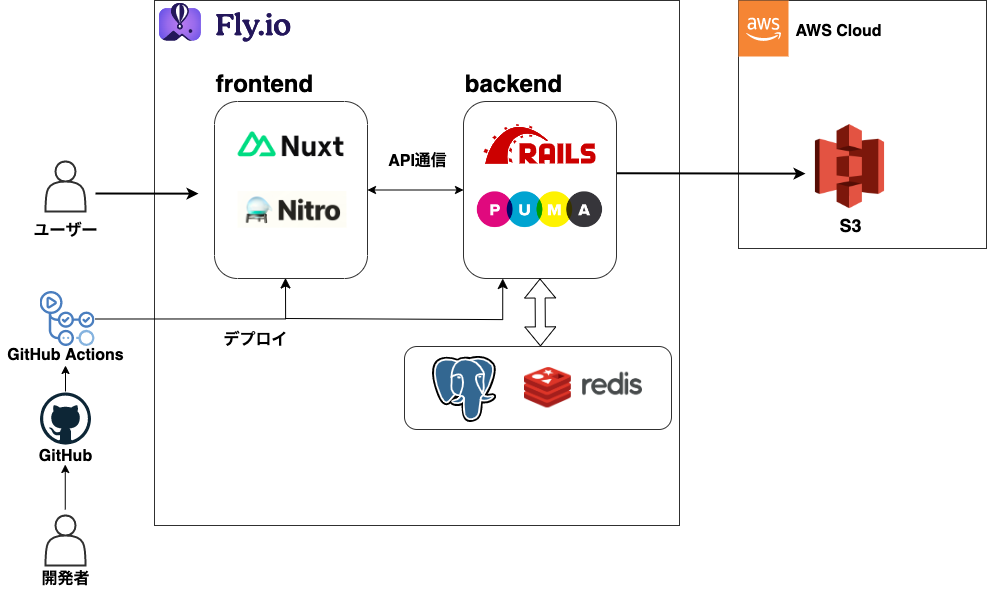 Fly.io
aws
AWS Cloud
frontend
backend
Nuxt
Nitro
API通信
RAILS
P U M A
S3
ユーザー
デプロイ
GitHub Actions
redis
GitHub
開発者